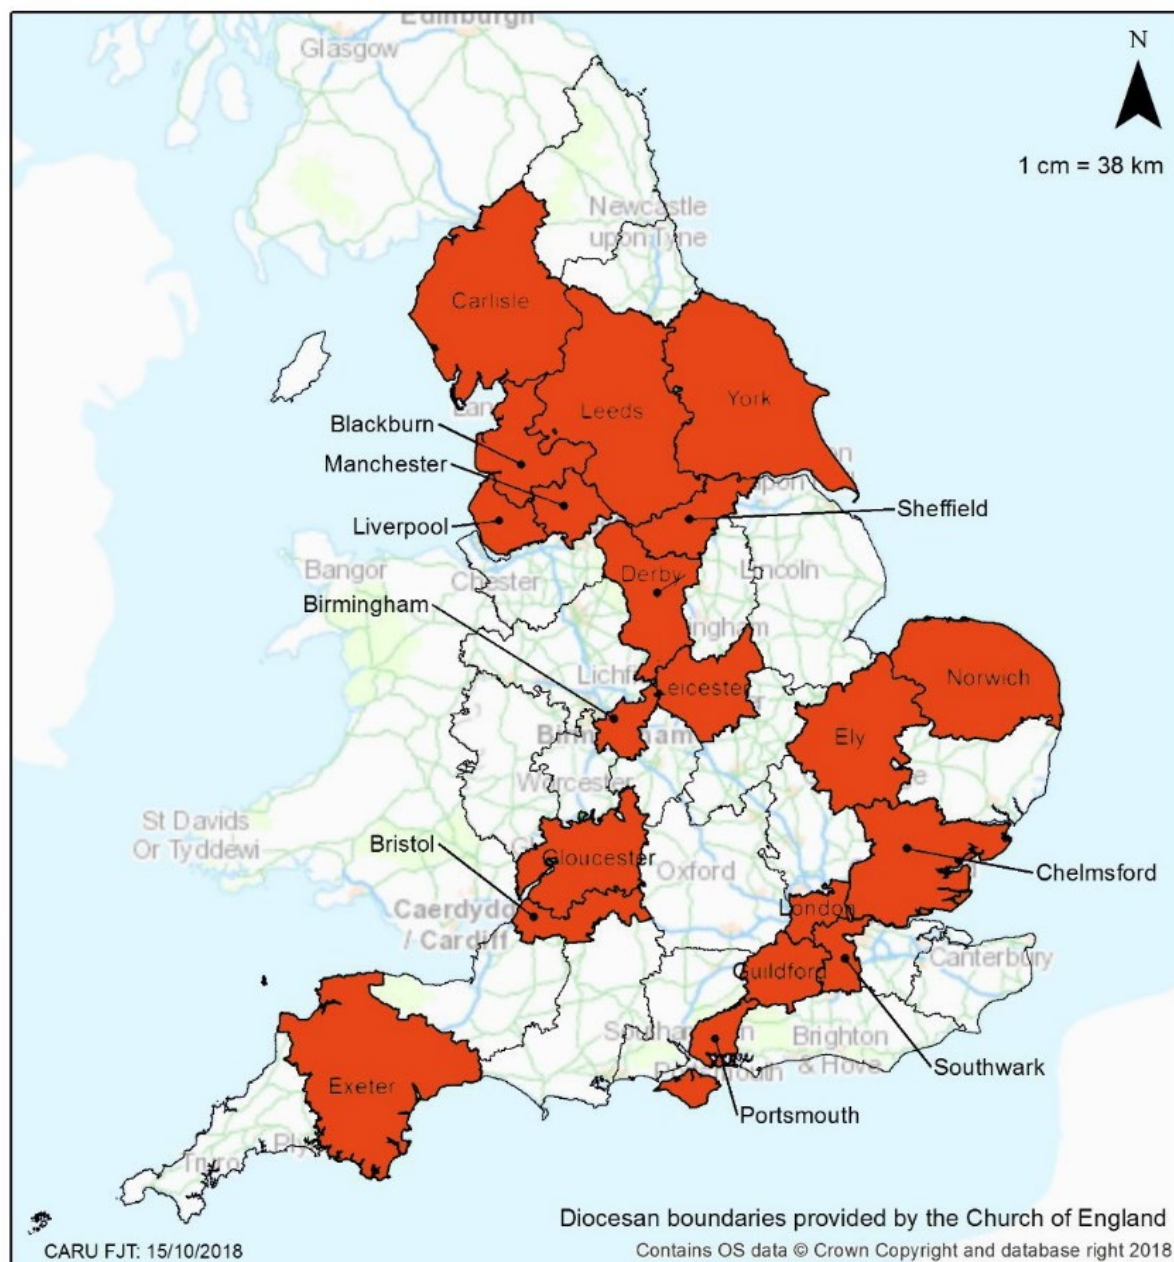 Edinburgh
Glasgow
N
1 cm = 38 km
Newcastle
upon Tyne
Carlisle
York
Leeds
Blackburn
Manchester
Liverpool
Sheffield
Bangor
Chester
Derby
Lincoln
Birmingham
Leicester
Norwich
Birmingham
Ely
Worcester
St Davids
Or Tyddewi
Bristol
Gloucester
Oxford
Chelmsford
Caerdydd
/ Cardiff
London
Guildford
Canterbury
Brighton
& Hove
Southwark
Exeter
Portsmouth
Truro
Diocesan boundaries provided by the Church of England
CARU FJT: 15/10/2018
Contains OS data © Crown Copyright and database right 2018